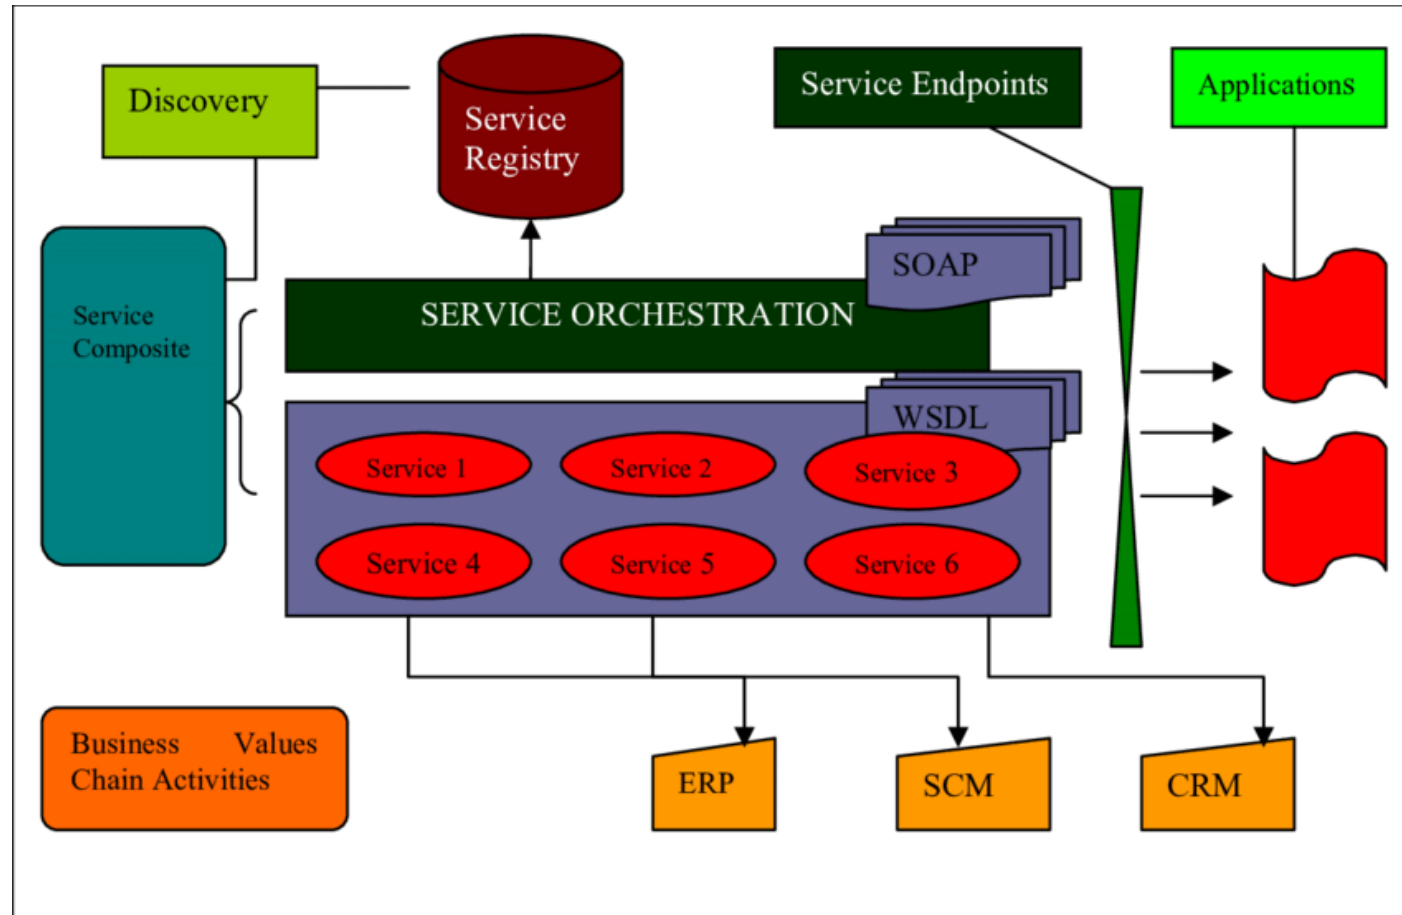 Discovery
Service
Registry
Service Endpoints
Applications
Service
Composite
SOAP
SERVICE ORCHESTRATION
WSDL
Service 1
Service 2
Service 3
Service 4
Service 5
Service 6
Business Values
Chain Activities
ERP
SCM
CRM